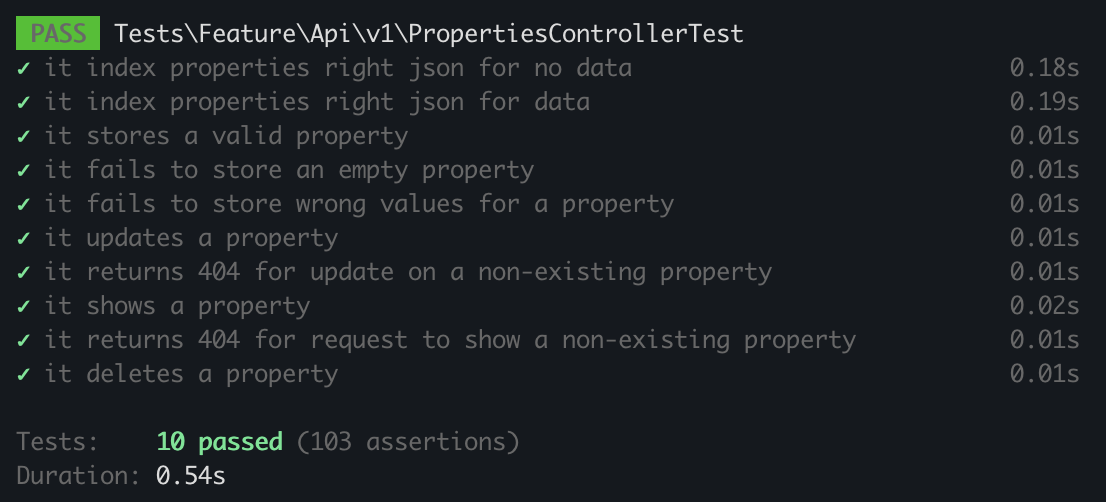 PASS Tests\Feature\Api\v1\PropertiesControllerTest
✓ it index properties right json for no data 0.18s
✓ it index properties right json for data 0.19s
✓ it stores a valid property 0.01s
✓ it fails to store an empty property 0.01s
✓ it fails to store wrong values for a property 0.01s
✓ it updates a property 0.01s
✓ it returns 404 for update on a non-existing property 0.01s
✓ it shows a property 0.02s
✓ it returns 404 for request to show a non-existing property 0.01s
✓ it deletes a property 0.01s
Tests: 10 passed (103 assertions)
Duration: 0.54s